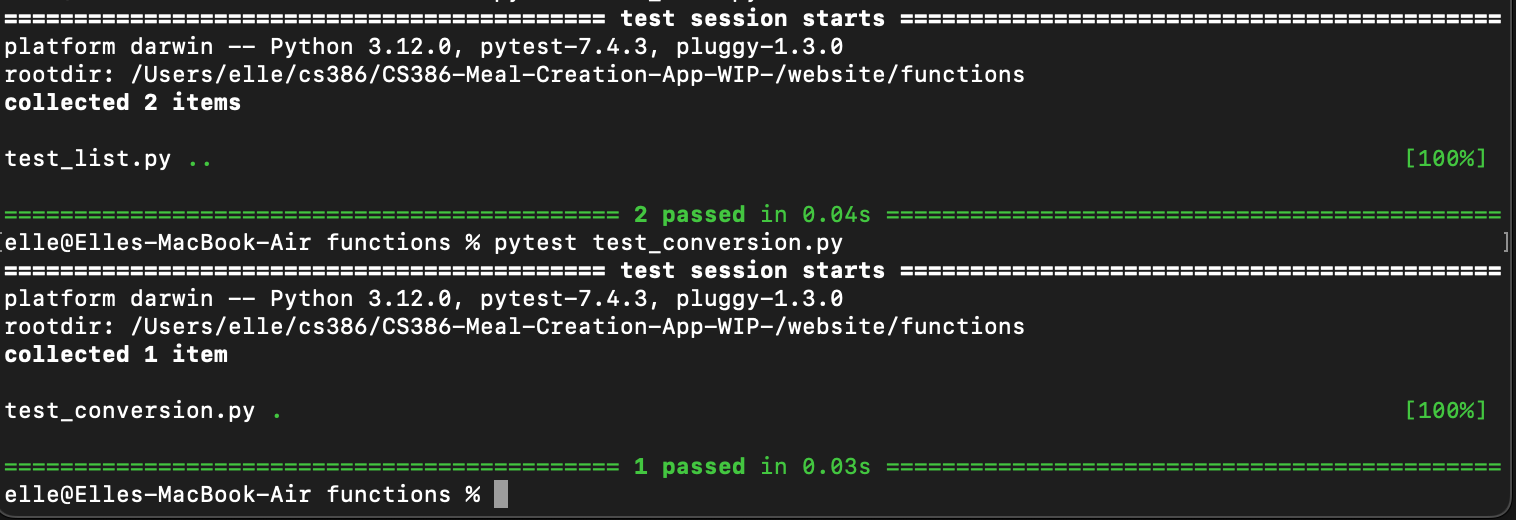 =========================================== test session starts ===========================================
platform darwin -- Python 3.12.0, pytest-7.4.3, pluggy-1.3.0
rootdir: /Users/elle/cs386/CS386-Meal-Creation-App-WIP-/website/functions
collected 2 items
test_list.py .. [100%]
============================================ 2 passed in 0.04s ============================================
[elle@Elles-MacBook-Air functions % pytest test_conversion.py ]
=========================================== test session starts ===========================================
platform darwin -- Python 3.12.0, pytest-7.4.3, pluggy-1.3.0
rootdir: /Users/elle/cs386/CS386-Meal-Creation-App-WIP-/website/functions
collected 1 item
test_conversion.py . [100%]
============================================ 1 passed in 0.03s ============================================
elle@Elles-MacBook-Air functions %